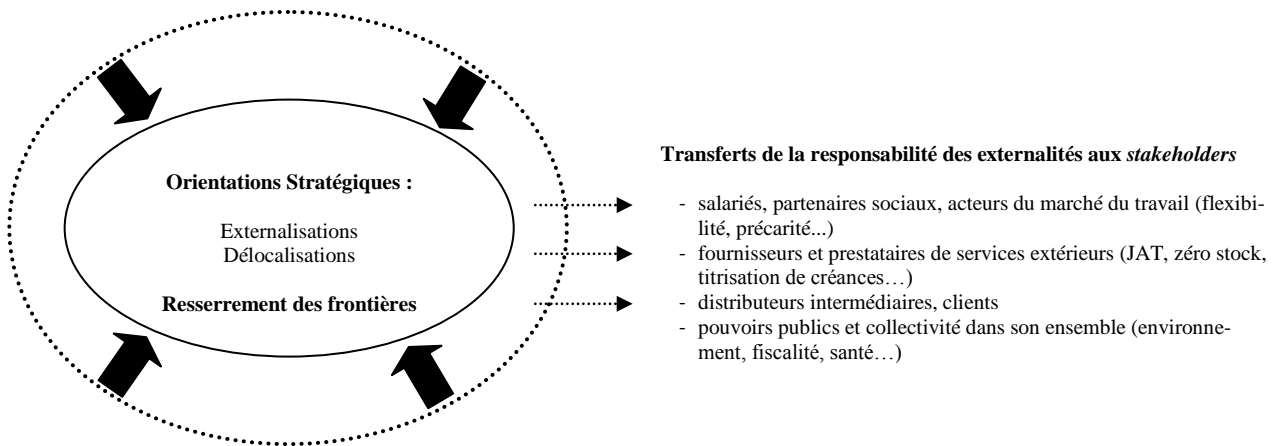 Orientations Stratégiques :
Externalisations
Délocalisations
Resserrement des frontières
Transferts de la responsabilité des externalités aux stakeholders
- salariés, partenaires sociaux, acteurs du marché du travail (flexibi-
lité, précarité...)
- fournisseurs et prestataires de services extérieurs (JAT, zéro stock,
titrisation de créances…)
- distributeurs intermédiaires, clients
- pouvoirs publics et collectivité dans son ensemble (environne-
ment, fiscalité, santé…)